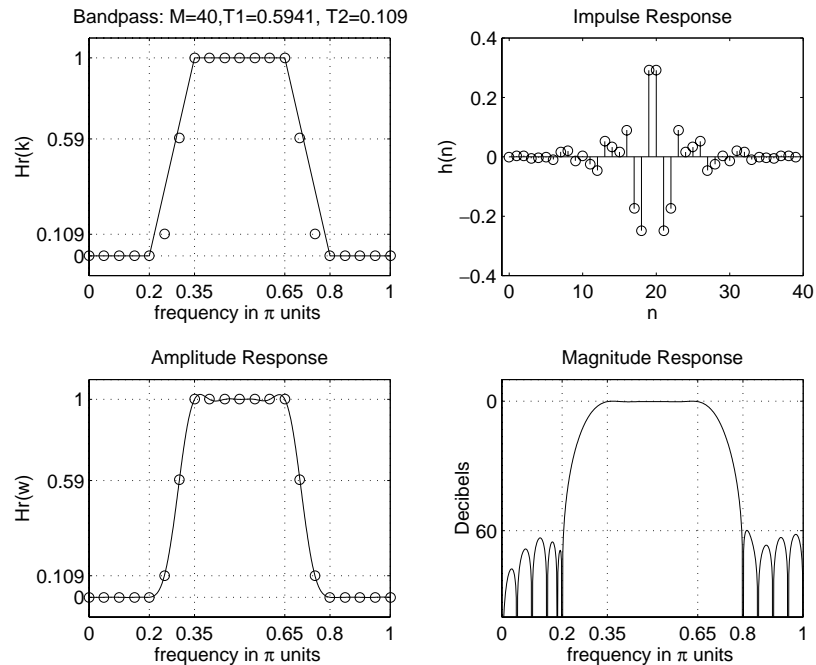 Bandpass: M=40,T1=0.5941, T2=0.109
1
0.59
0.109
0
Hr(k)
0 0.2 0.35 0.65 0.8 1
frequency in π units
Impulse Response
0.4
0.2
0
−0.2
−0.4
h(n)
0 10 20 30 40
n
Amplitude Response
1
0.59
0.109
0
Hr(w)
0 0.2 0.35 0.65 0.8 1
frequency in π units
Magnitude Response
0
60
Decibels
0 0.2 0.35 0.65 0.8 1
frequency in π units